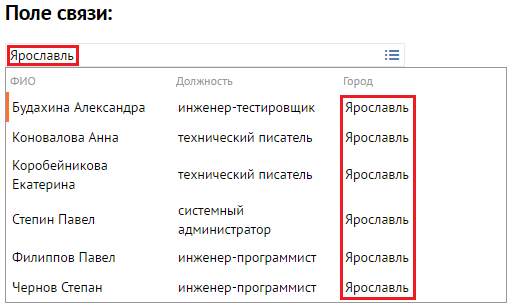 Поле связи:
Ярославль
ФИО Должность Город
Будахина Александра инженер-тестировщик Ярославль
Коновалова Анна технический писатель Ярославль
Коробейникова
Екатерина технический писатель Ярославль
Степин Павел системный
администратор Ярославль
Филиппов Павел инженер-программист Ярославль
Чернов Степан инженер-программист Ярославль